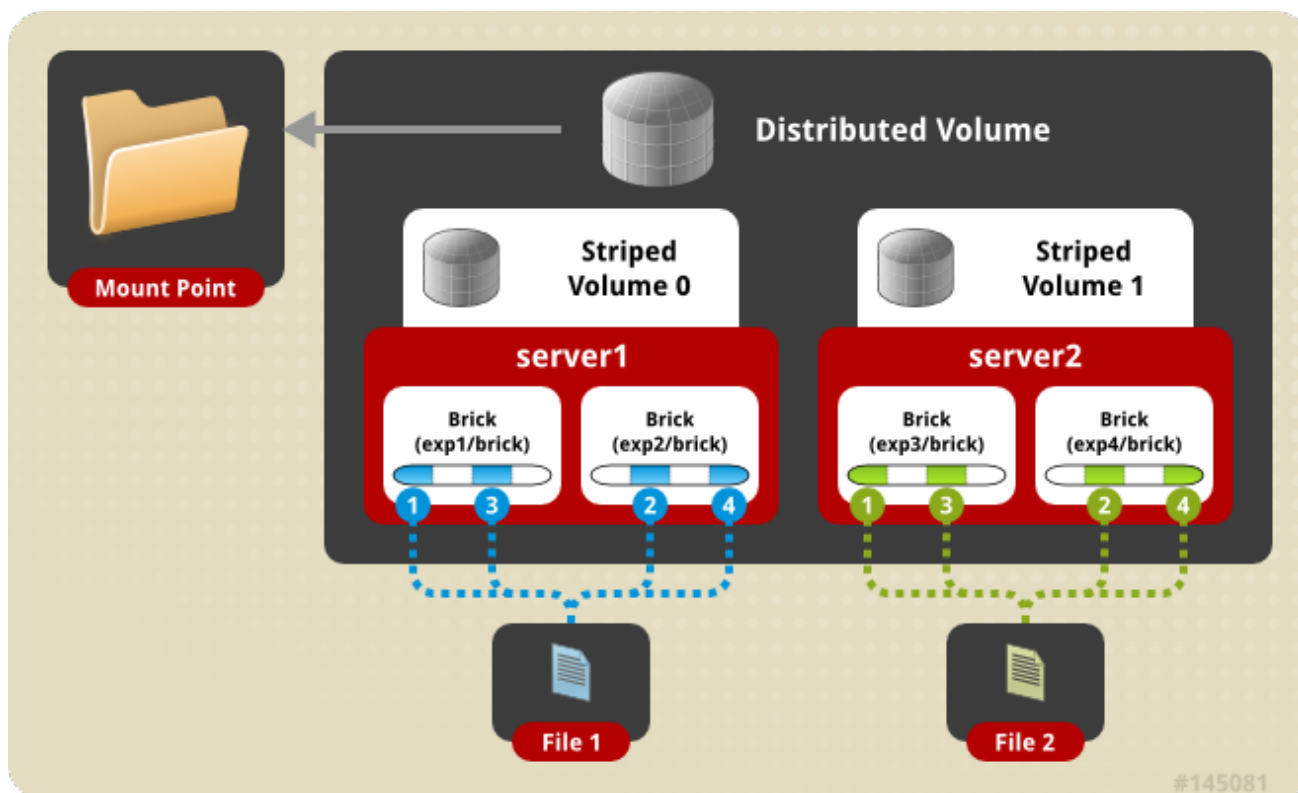 Distributed Volume
Mount Point
Striped
Volume 0
Striped
Volume 1
server1
server2
Brick
(exp1/brick)
Brick
(exp2/brick)
Brick
(exp3/brick)
Brick
(exp4/brick)
1
3
2
4
1
3
2
4
File 1
File 2
#145081